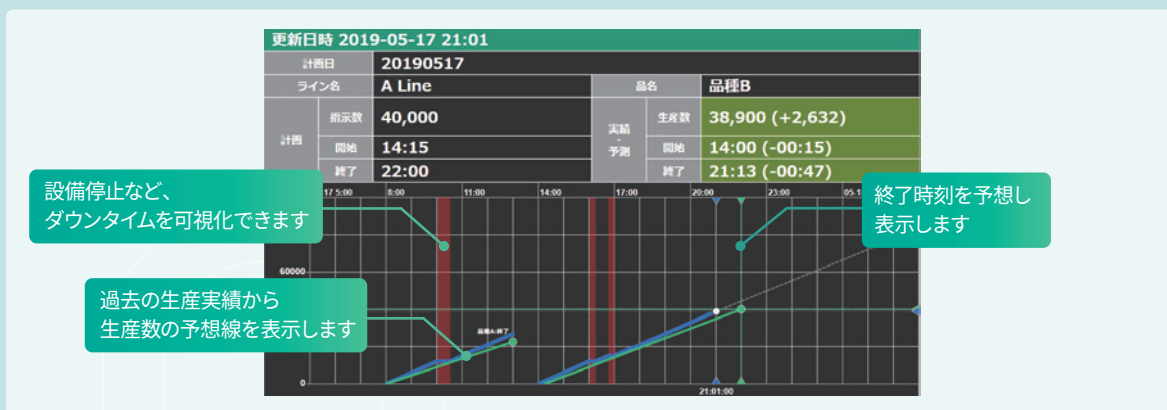 更新日時 2019-05-17 21:01
計画日 20190517
ライン名 A Line 品名 品種B
計画 指示数 40,000 実績・予測 生産数 38,900 (+2,632)
開始 14:15 開始 14:00 (-00:15)
終了 22:00 終了 21:13 (-00:47)
17 5:00 8:00 11:00 14:00 17:00 20:00 23:00
設備停止など、
ダウンタイムを可視化できます
終了時刻を予想し
表示します
60000
過去の生産実績から
生産数の予想線を表示します
品種A:終了
0
21:01:00